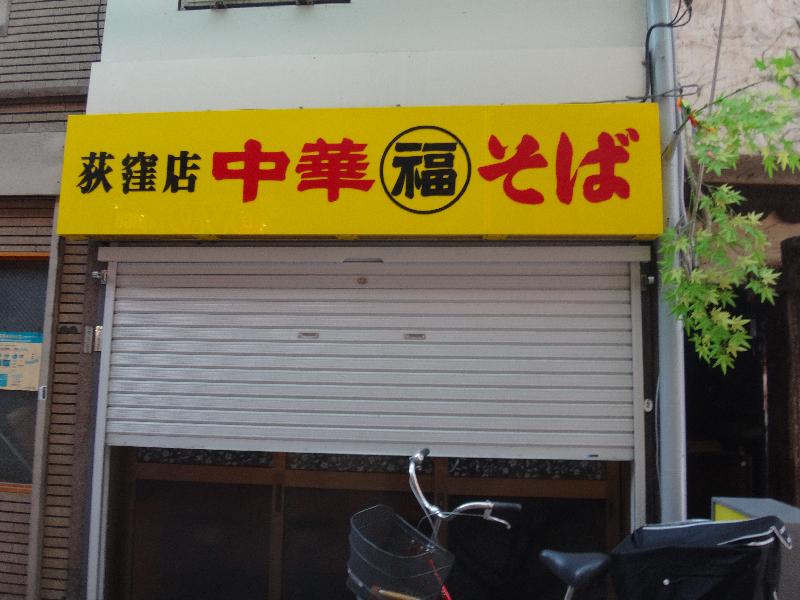 荻窪店 中華 福 そば